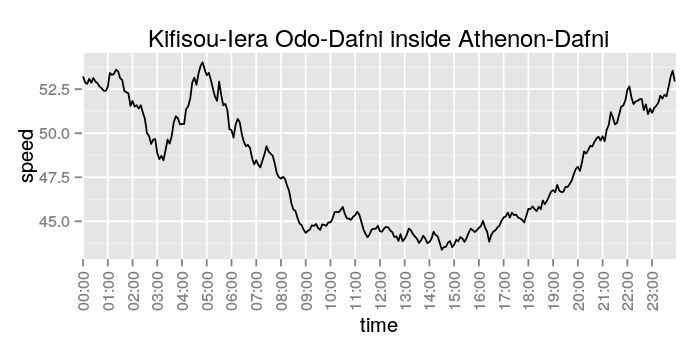 Kifisou-Iera Odo-Dafni inside Athenon-Dafni
speed
52.5
50.0
47.5
45.0
00:00 01:00 02:00 03:00 04:00 05:00 06:00 07:00 08:00 09:00 10:00 11:00 12:00 13:00 14:00 15:00 16:00 17:00 18:00 19:00 20:00 21:00 22:00 23:00
time